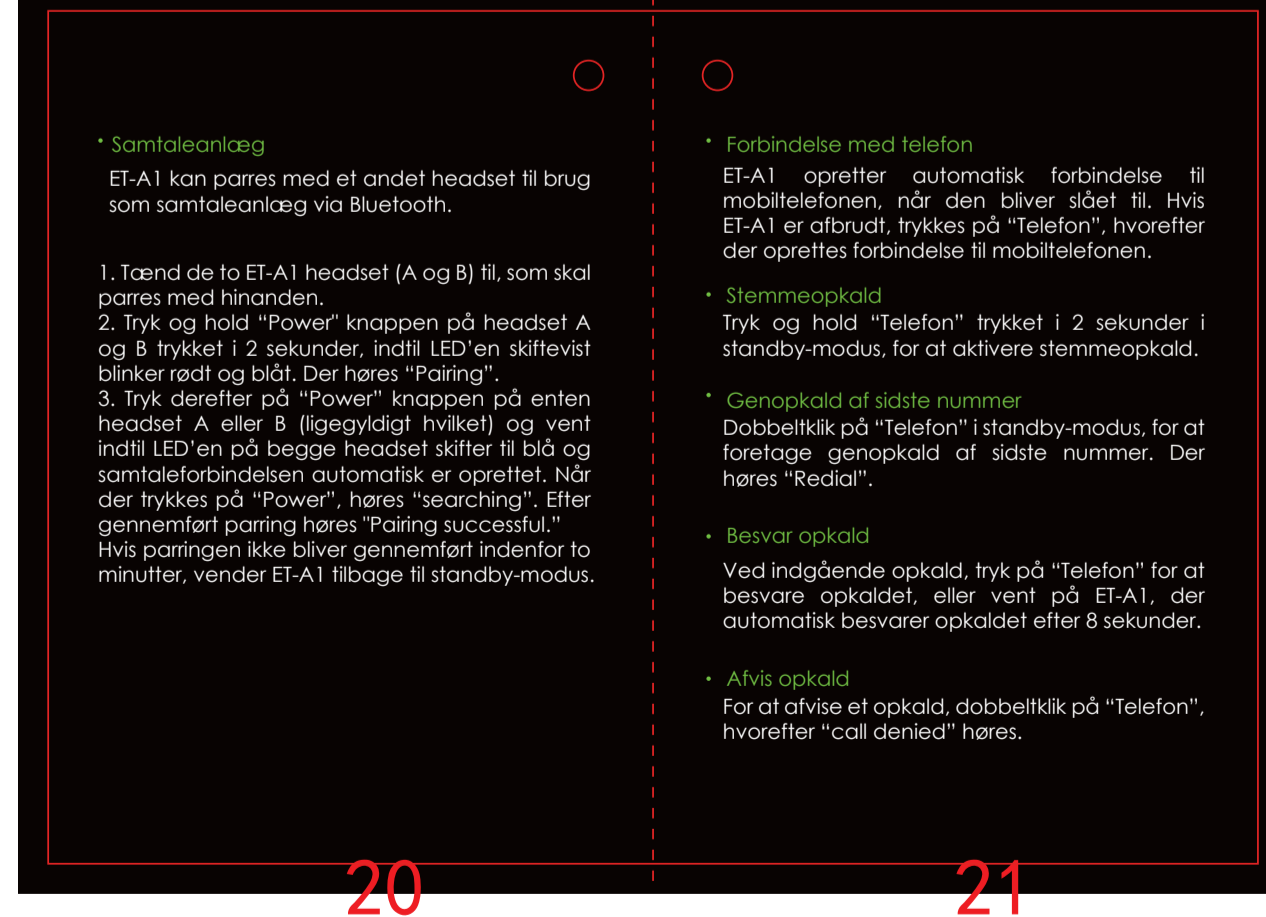 • Samtaleanlæg
ET-A1 kan parres med et andet headset til brug
som samtaleanlæg via Bluetooth.
1. Tænd de to ET-A1 headset (A og B) til, som skal
parres med hinanden.
2. Tryk og hold “Power" knappen på headset A
og B trykket i 2 sekunder, indtil LED’en skiftevist
blinker rødt og blåt. Der høres “Pairing”.
3. Tryk derefter på “Power” knappen på enten
headset A eller B (ligegyldigt hvilket) og vent
indtil LED’en på begge headset skifter til blå og
samtaleforbindelsen automatisk er oprettet. Når
der trykkes på “Power”, høres “searching”. Efter
gennemført parring høres "Pairing successful.”
Hvis parringen ikke bliver gennemført indenfor to
minutter, vender ET-A1 tilbage til standby-modus.
20
• Forbindelse med telefon
ET-A1 opretter automatisk forbindelse til
mobiltelefonen, når den bliver slået til. Hvis
ET-A1 er afbrudt, trykkes på “Telefon”, hvorefter
der oprettes forbindelse til mobiltelefonen.
• Stemmeopkald
Tryk og hold “Telefon” trykket i 2 sekunder i
standby-modus, for at aktivere stemmeopkald.
• Genopkald af sidste nummer
Dobbeltklik på “Telefon” i standby-modus, for at
foretage genopkald af sidste nummer. Der
høres “Redial”.
• Besvar opkald
Ved indgående opkald, tryk på “Telefon” for at
besvare opkaldet, eller vent på ET-A1, der
automatisk besvarer opkaldet efter 8 sekunder.
• Afvis opkald
For at afvise et opkald, dobbeltklik på “Telefon”,
hvorefter “call denied” høres.
21